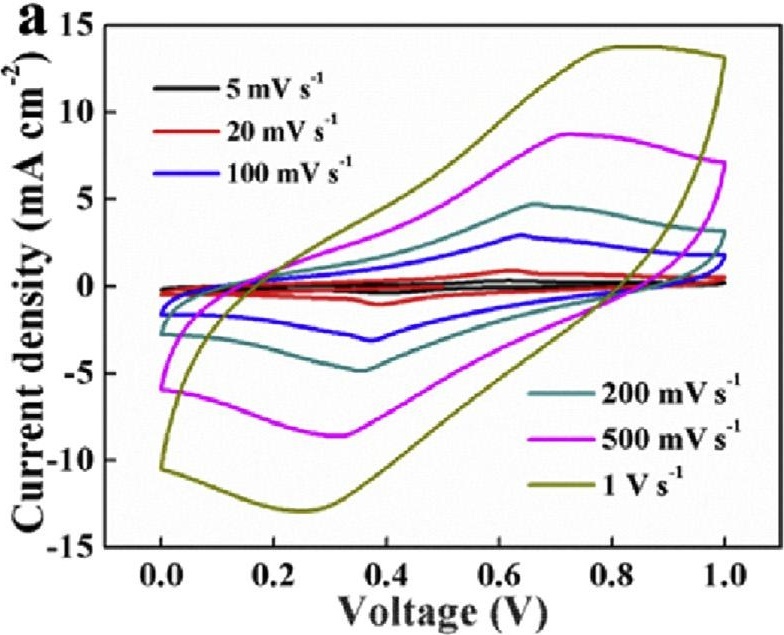 a
15
10
5
0
-5
-10
-15
Current density (mA cm⁻²)
5 mV s⁻¹
20 mV s⁻¹
100 mV s⁻¹
200 mV s⁻¹
500 mV s⁻¹
1 V s⁻¹
0.0 0.2 0.4 0.6 0.8 1.0
Voltage (V)